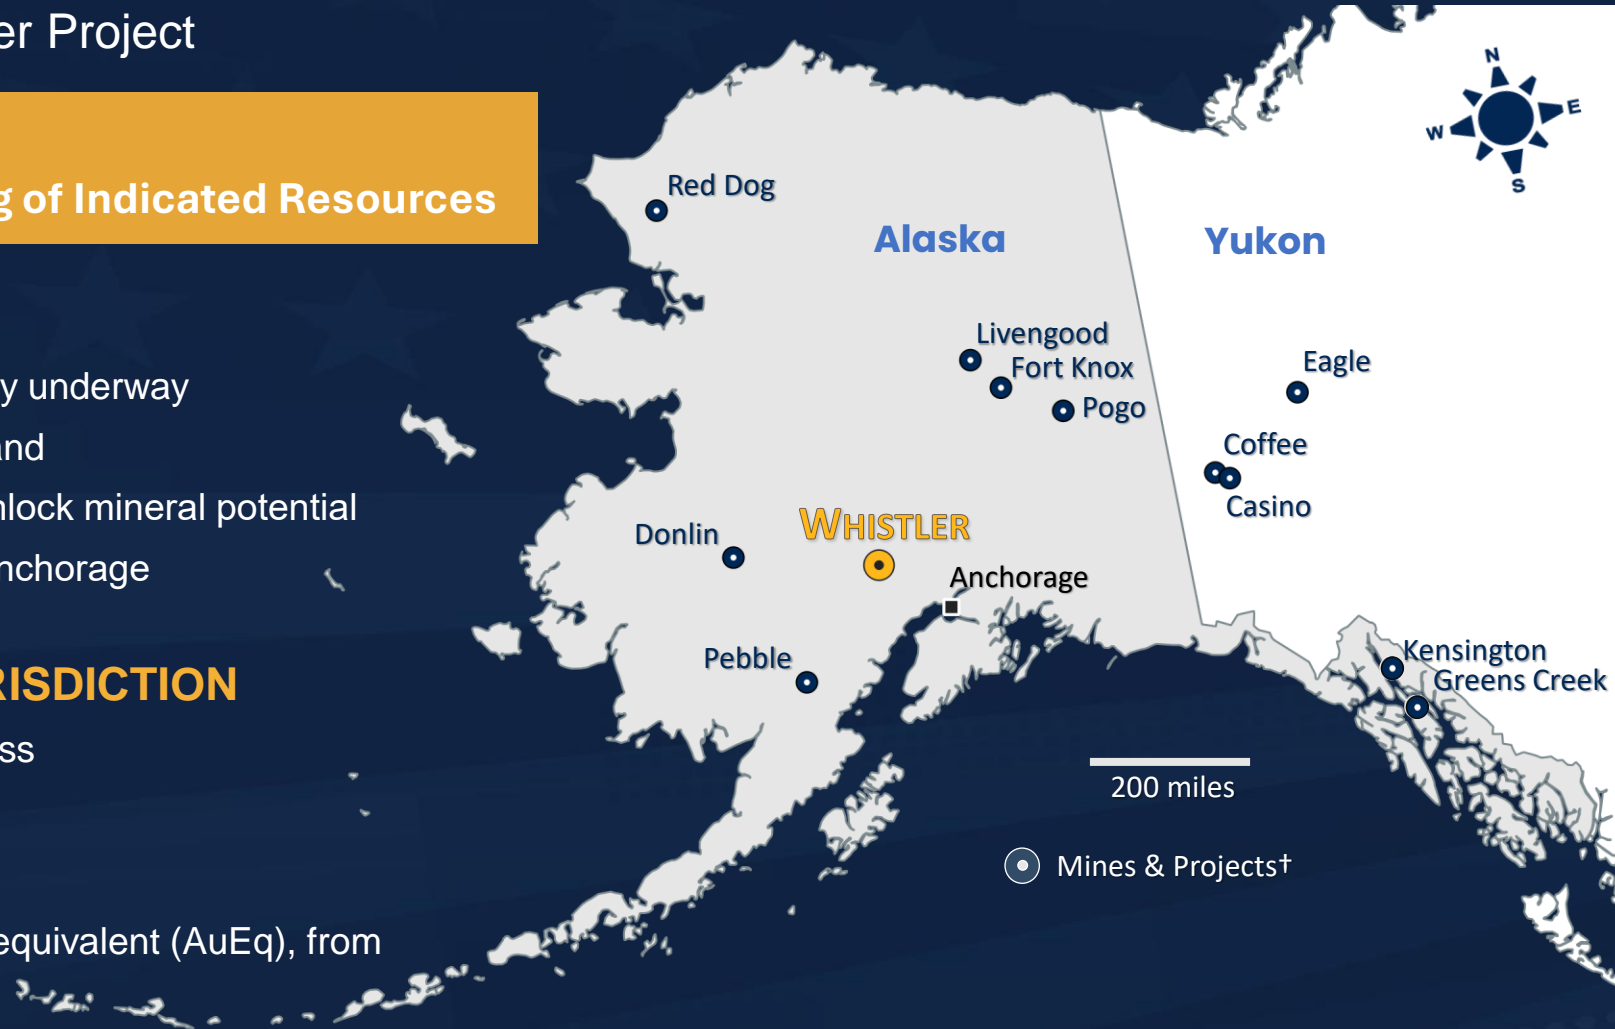 er Project
g of Indicated Resources
y underway
and
nlock mineral potential
nchorage
RISDICTION
ss
equivalent (AuEq), from
N
E
W
S
Red Dog
Alaska
Yukon
Livengood
Fort Knox
Pogo
Eagle
Coffee
Casino
WHISTLER
Donlin
Anchorage
Pebble
Kensington
Greens Creek
200 miles
Mines & Projects†